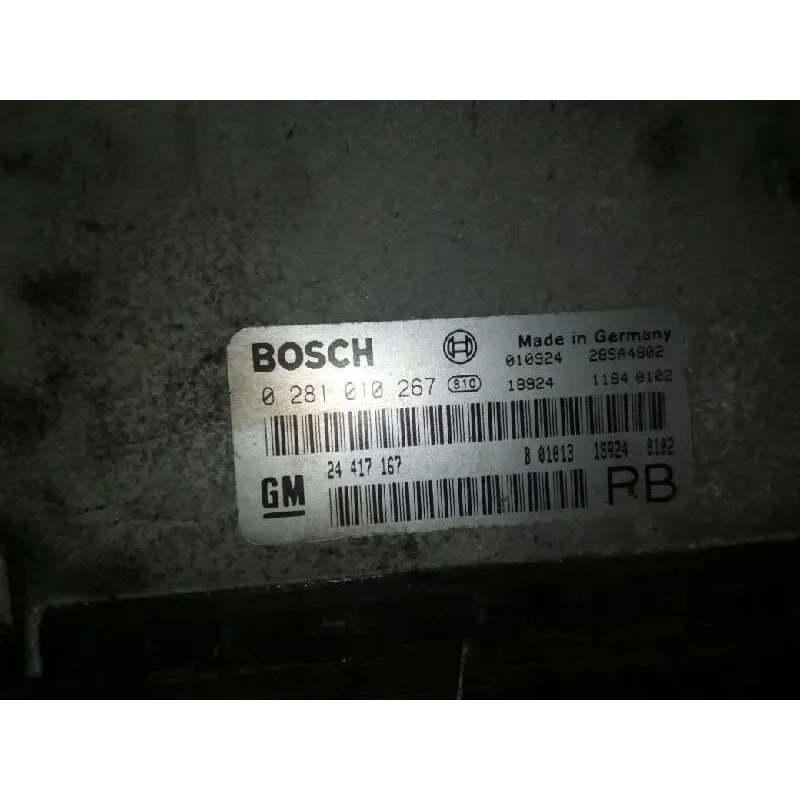 BOSCH Made in Germany
010924 28SA4802
0 281 010 267 810 18924 1184 0102
24 417 167 B 01013 18924 0102
GM RB